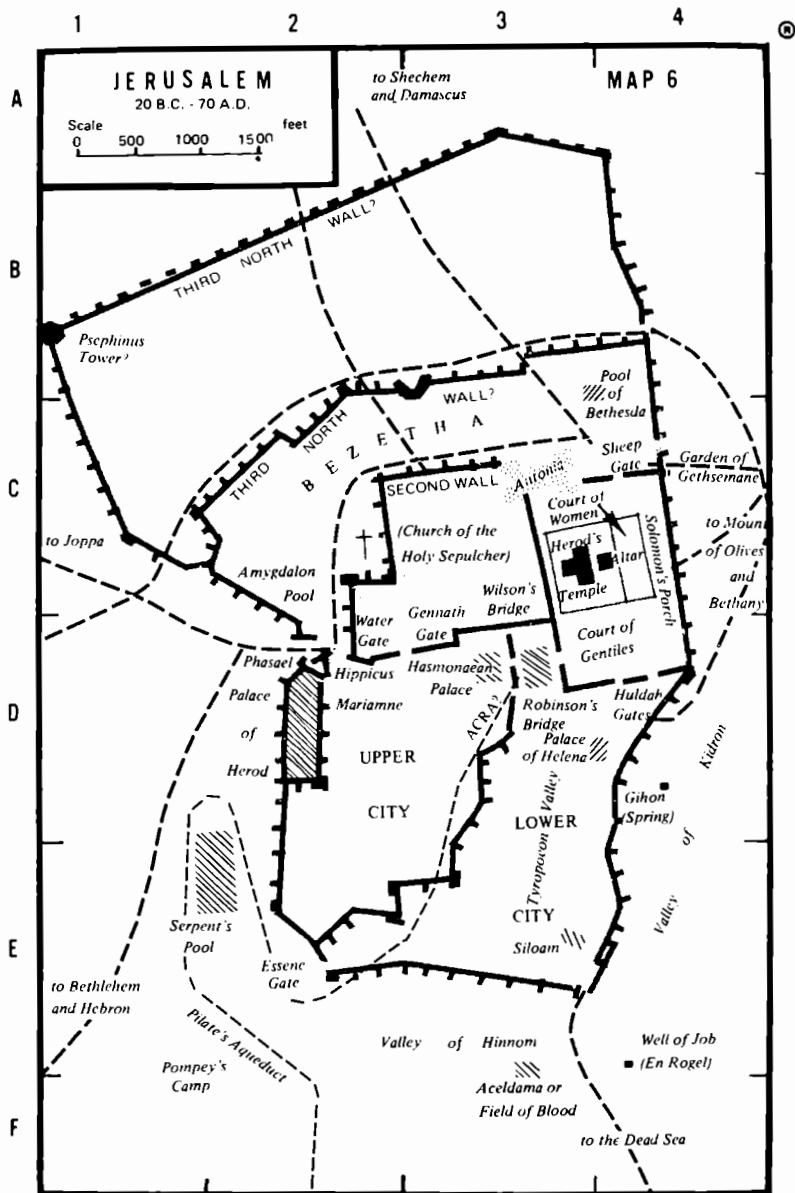 1 2 3 4
®
A
B
C
D
E
F
JERUSALEM
20 B.C. - 70 A.D.
Scale feet
0 500 1000 1500
MAP 6
to Shechem
and Damascus
THIRD NORTH WALL?
Psephinus
Tower?
Pool
of
Bethesda
THIRD NORTH WALL?
BEZETHA
Sheep
Gate
Garden of
Gethsemane
SECOND WALL
Antonia
Court of
Women
(Church of the
Holy Sepulcher)
Herod's
Temple
Altar
Solomon's Porch
to Mount
of Olives
and
Bethany
to Joppa
Amygdalon
Pool
Wilson's
Bridge
Water
Gate
Gennath
Gate
Court of
Gentiles
Phasael
Hippicus
Mariamne
Hasmonaean
Palace
Palace
of
Herod
ACRA?
Robinson's
Bridge
Huldah
Gates
Palace
of Helena
UPPER
CITY
Gihon
(Spring)
Valley of Kidron
LOWER
CITY
Tyropoeon Valley
Serpent's
Pool
Siloam
Essene
Gate
to Bethlehem
and Hebron
Pilate's Aqueduct
Pompey's
Camp
Valley of Hinnom
Well of Job
(En Rogel)
Aceldama or
Field of Blood
to the Dead Sea